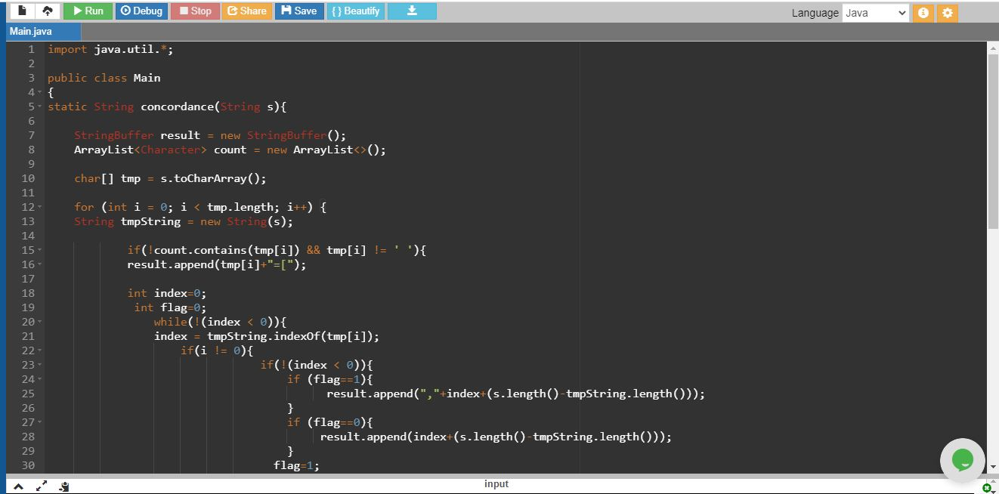 Run Debug Stop Share Save { } Beautify Language Java
Main.java
1 import java.util.*;
2
3 public class Main
4 {
5 static String concordance(String s){
6
7 StringBuffer result = new StringBuffer();
8 ArrayList<Character> count = new ArrayList<>();
9
10 char[] tmp = s.toCharArray();
11
12 for (int i = 0; i < tmp.length; i++) {
13 String tmpString = new String(s);
14
15 if(!count.contains(tmp[i]) && tmp[i] != ' '){
16 result.append(tmp[i]+"=[");
17
18 int index=0;
19 int flag=0;
20 while(!(index < 0)){
21 index = tmpString.indexOf(tmp[i]);
22 if(i != 0){
23 if(!(index < 0)){
24 if (flag==1){
25 result.append(","+index+(s.length()-tmpString.length()));
26 }
27 if (flag==0){
28 result.append(index+(s.length()-tmpString.length()));
29 }
30 flag=1;
input